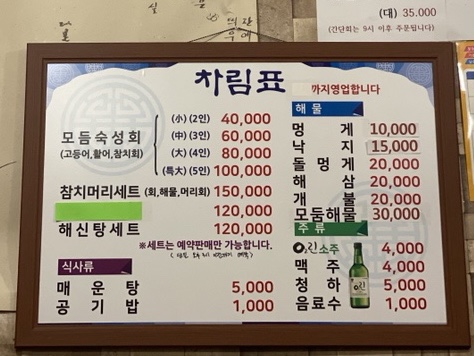 (대) 35.000
(간단회는 9시 이후 주문됩니다)
차림표
까지영업합니다
모둠숙성회
(고등어,활어,참치회)
(小) (2인) 40,000
(中) (3인) 60,000
(大) (4인) 80,000
(特大) (5인) 100,000
참치머리세트 (회,해물,머리회) 150,000
120,000
해신탕세트 120,000
※세트는 예약판매만 가능합니다.
식사류
매운탕 5,000
공기밥 1,000
해물
멍게 10,000
낙지 15,000
돌멍게 20,000
해삼 20,000
개불 20,000
모둠해물 30,000
주류
린소주 4,000
맥주 4,000
청하 5,000
음료수 1,000